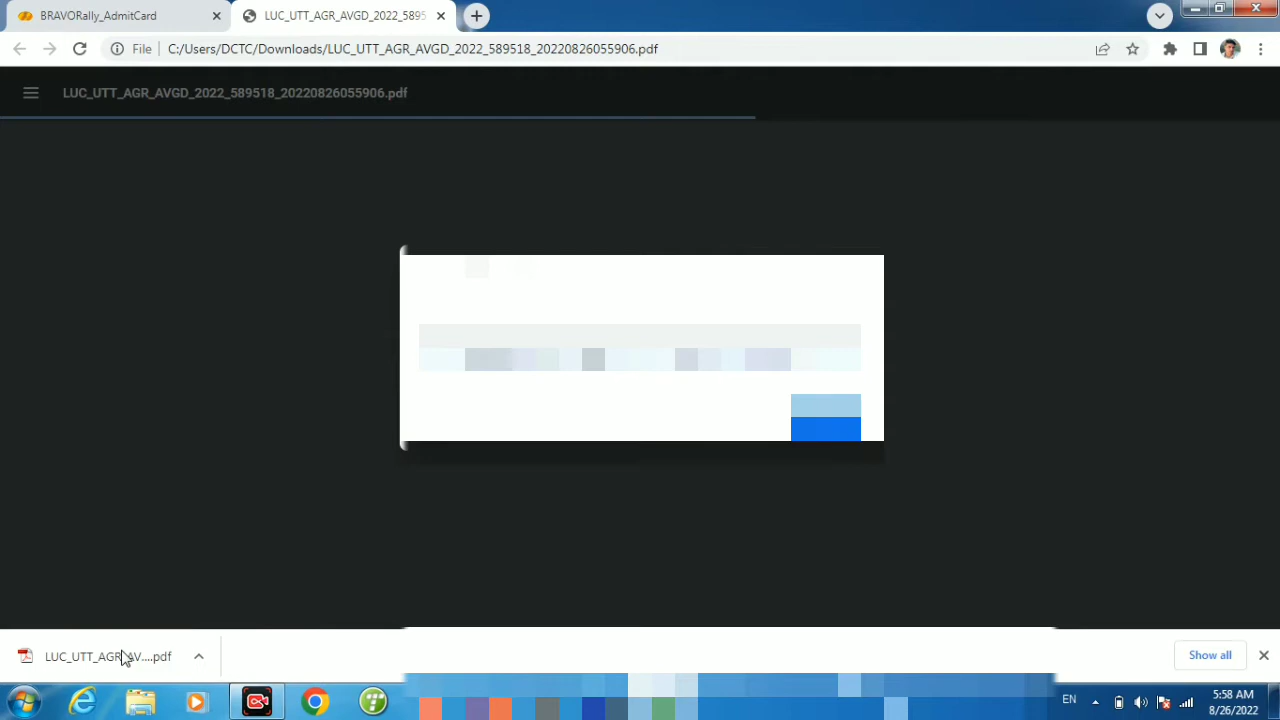 BRAVORally_AdmitCard
LUC_UTT_AGR_AVGD_2022_5895
File
C:/Users/DCTC/Downloads/LUC_UTT_AGR_AVGD_2022_589518_20220826055906.pdf
LUC_UTT_AGR_AVGD_2022_589518_20220826055906.pdf
LUC_UTT_AGR_AV....pdf
Show all
EN
5:58 AM
8/26/2022